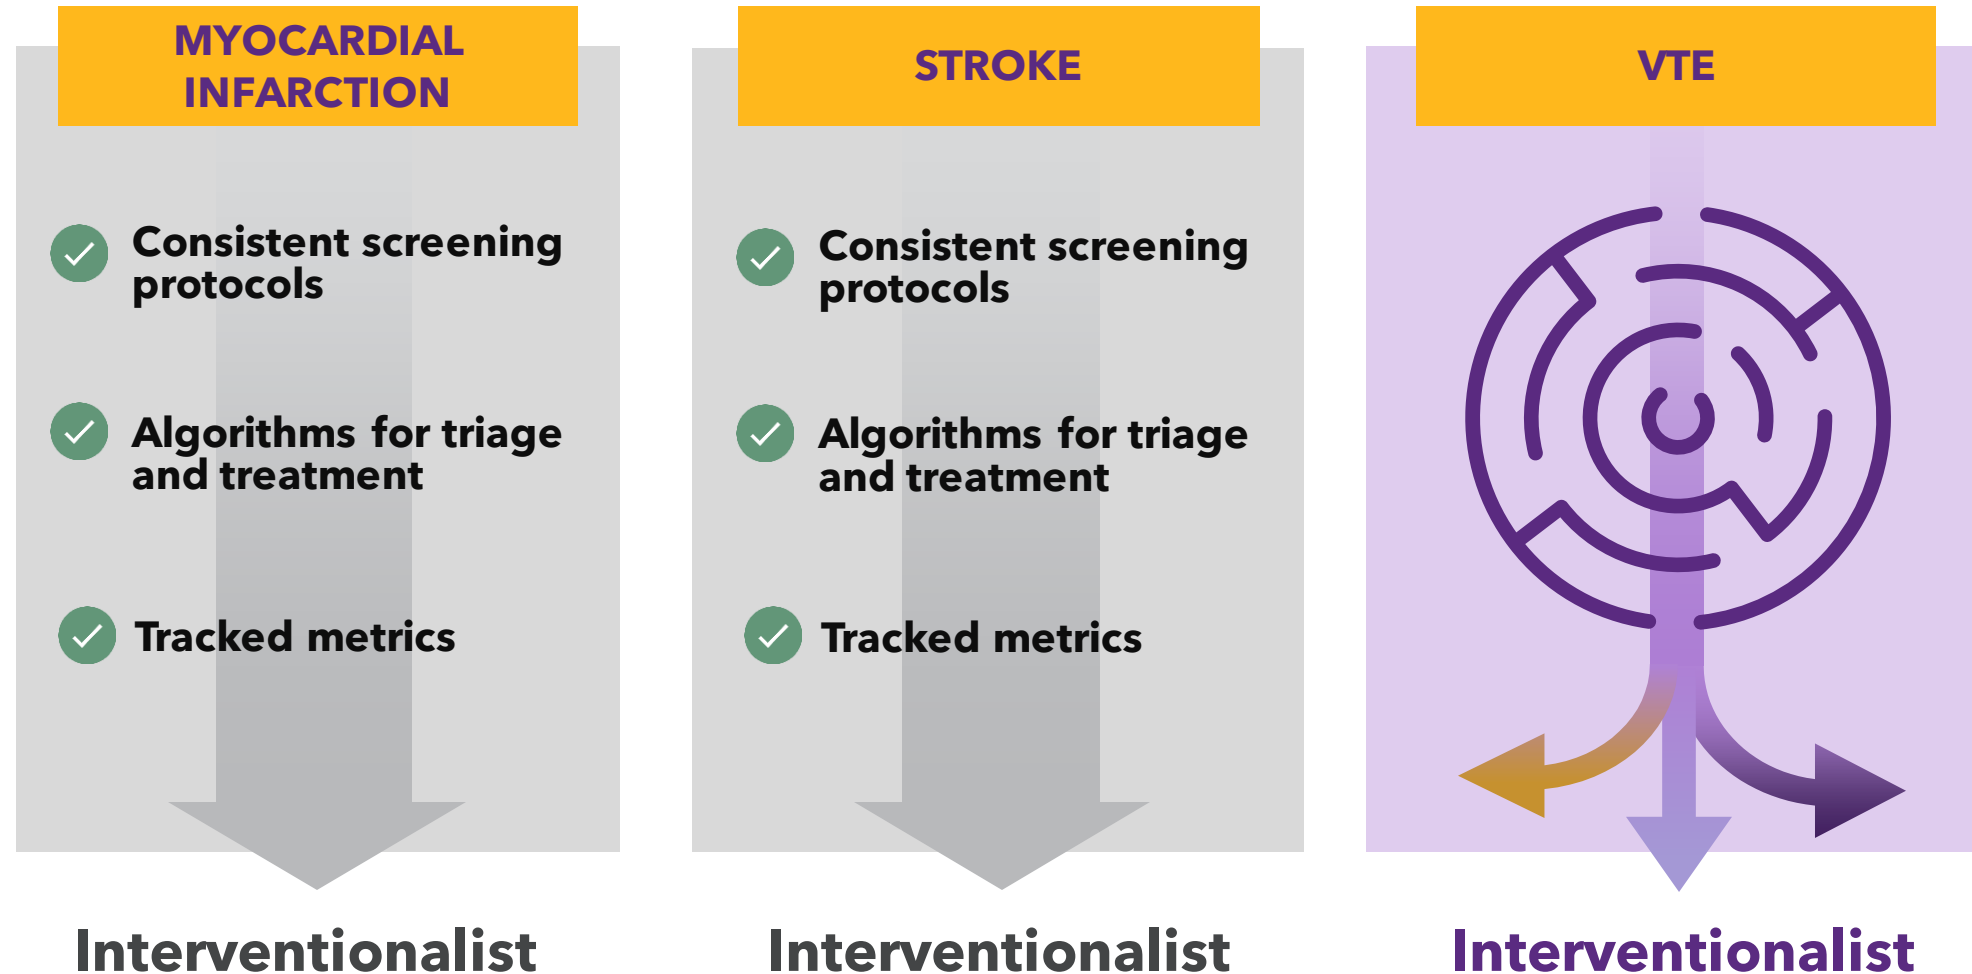 MYOCARDIAL
INFARCTION
Consistent screening
protocols
Algorithms for triage
and treatment
Tracked metrics
Interventionalist
STROKE
Consistent screening
protocols
Algorithms for triage
and treatment
Tracked metrics
Interventionalist
VTE
Interventionalist